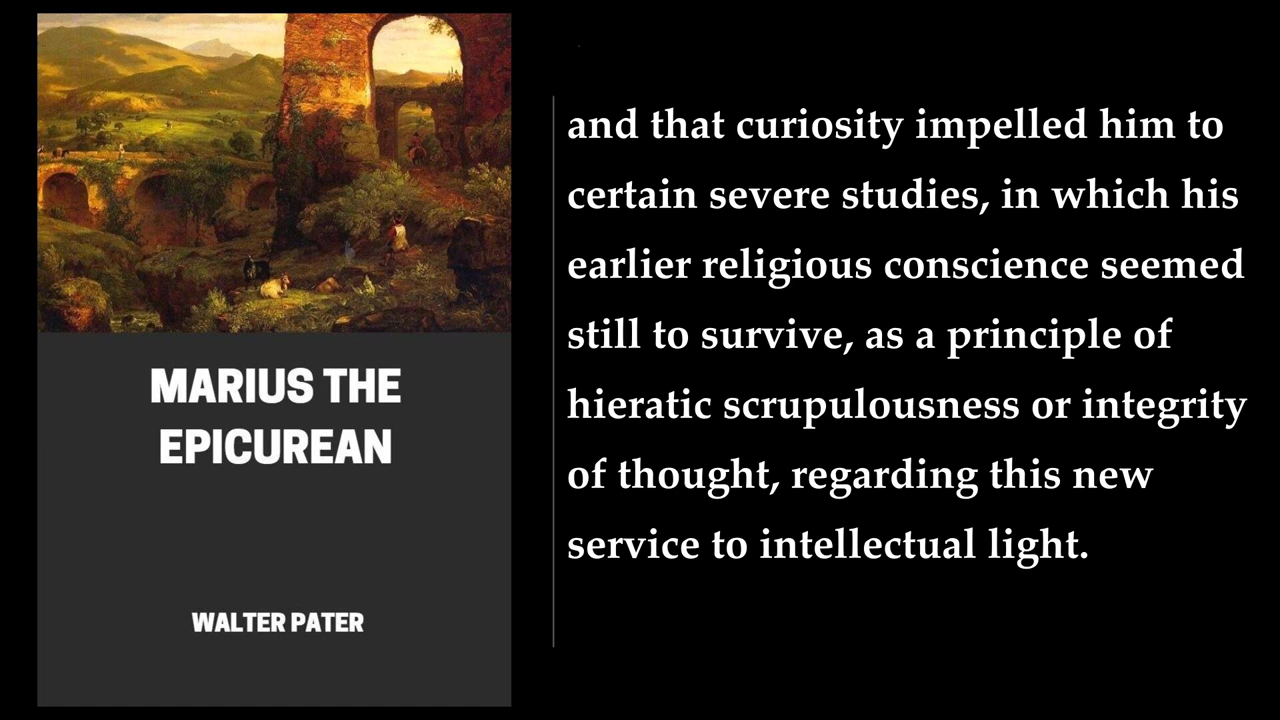 MARIUS THE
EPICUREAN
WALTER PATER
and that curiosity impelled him to
certain severe studies, in which his
earlier religious conscience seemed
still to survive, as a principle of
hieratic scrupulousness or integrity
of thought, regarding this new
service to intellectual light.